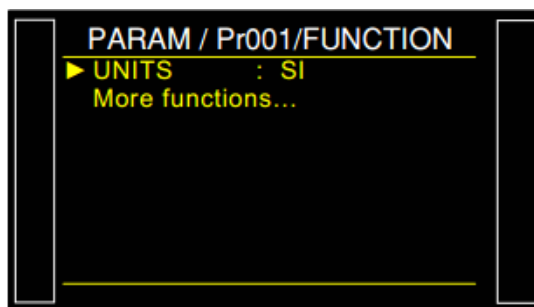 PARAM / Pr001/FUNCTION
► UNITS : SI
More functions...